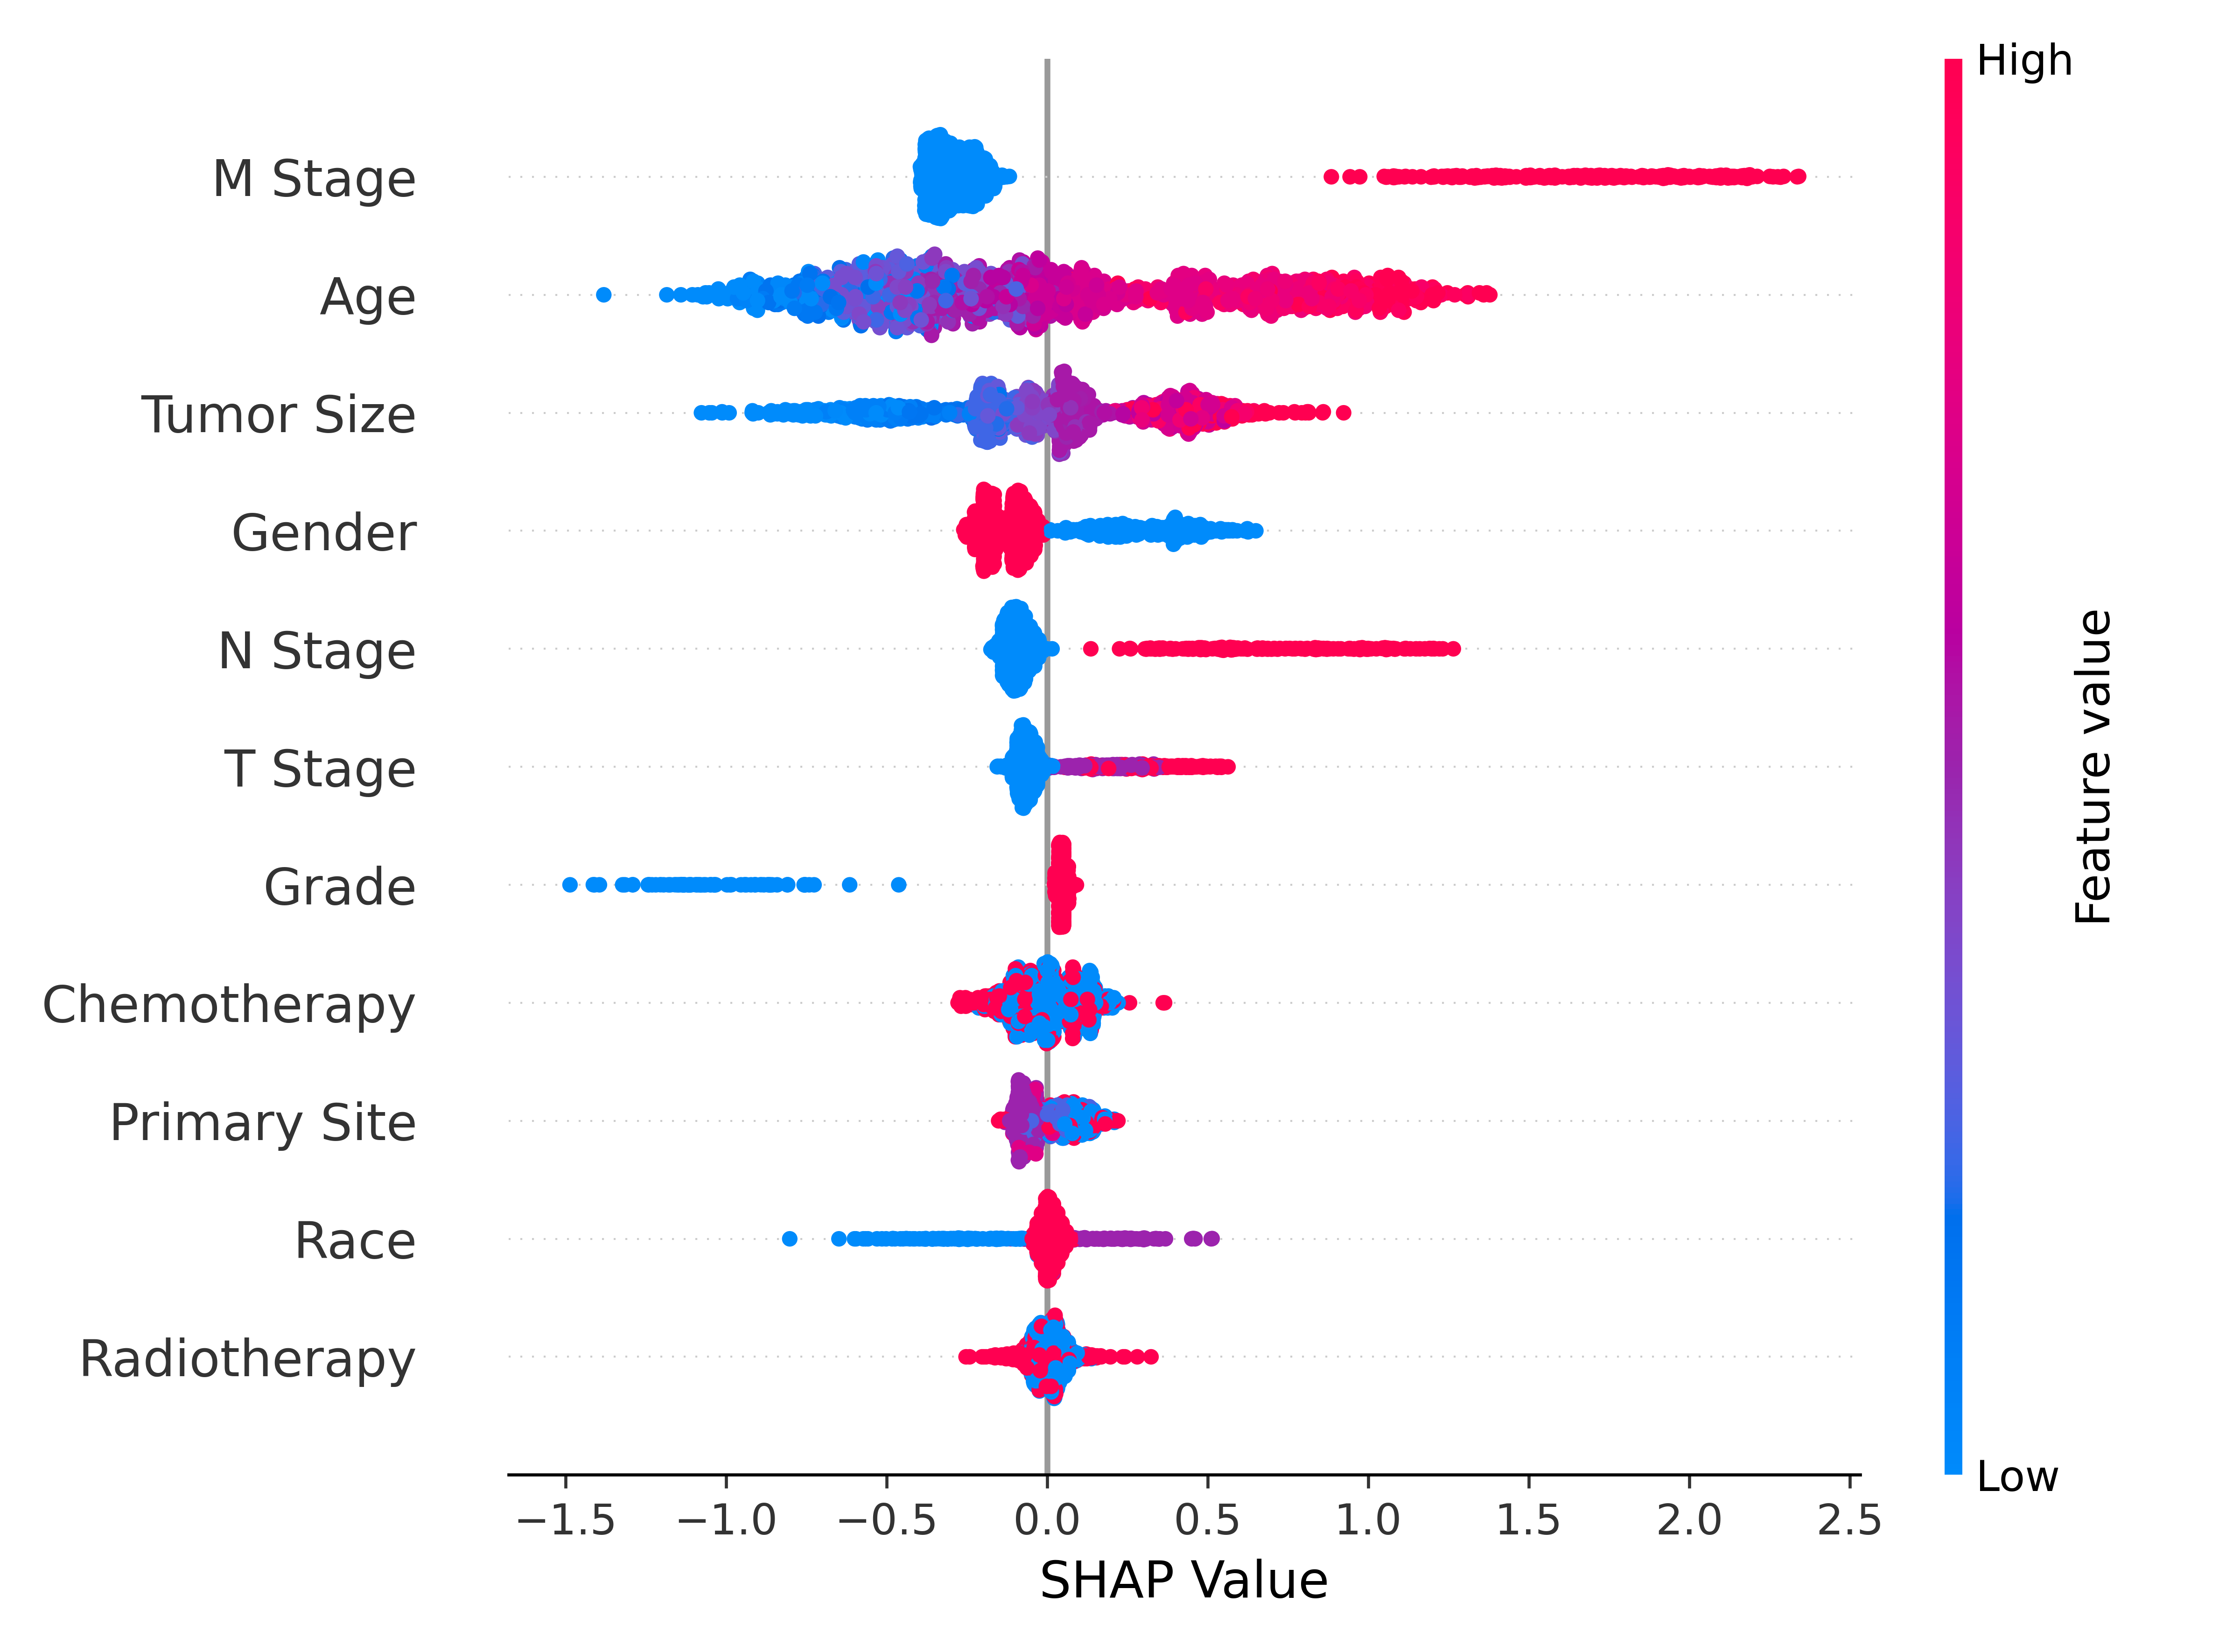 High
M Stage
Age
Tumor Size
Gender
N Stage
T Stage
Grade
Chemotherapy
Primary Site
Race
Radiotherapy
Feature value
Low
−1.5 −1.0 −0.5 0.0 0.5 1.0 1.5 2.0 2.5
SHAP Value